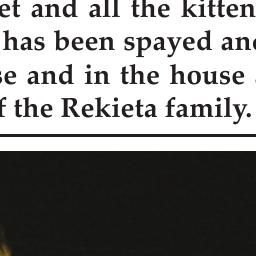 et and all the kitten
has been spayed and
se and in the house
f the Rekieta family.